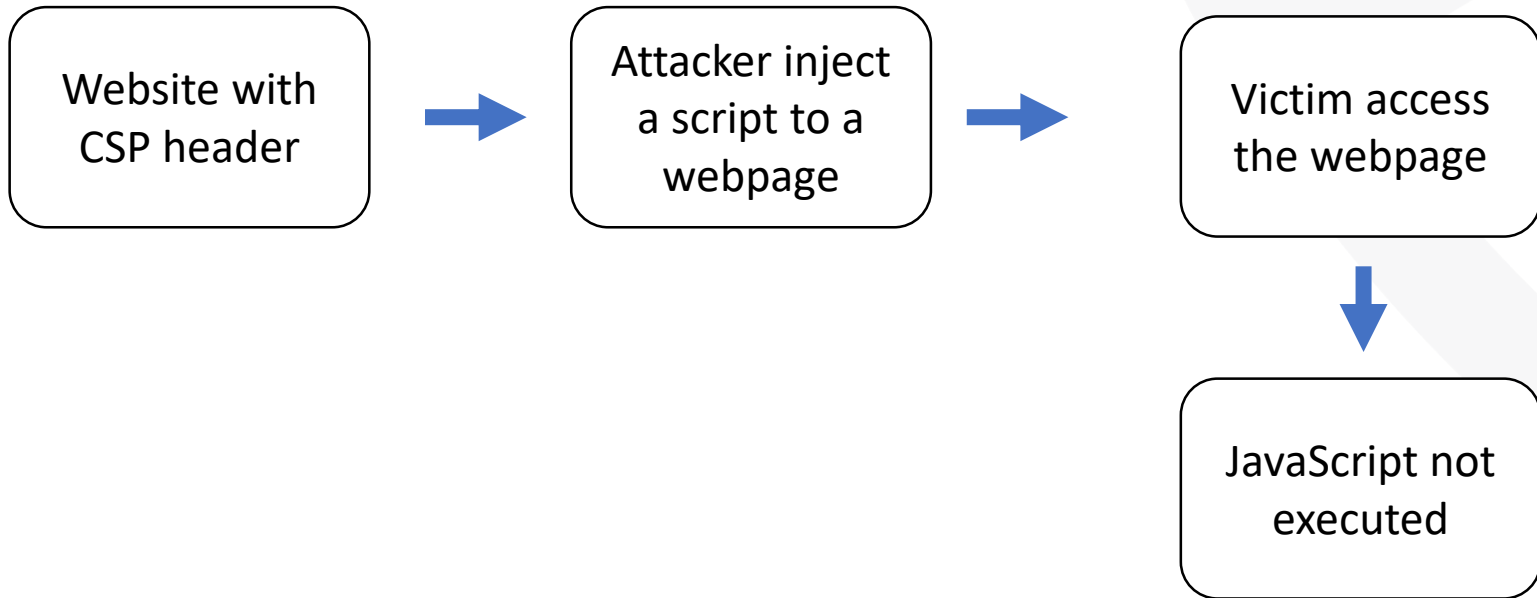 Website with
CSP header
Attacker inject
a script to a
webpage
Victim access
the webpage
JavaScript not
executed